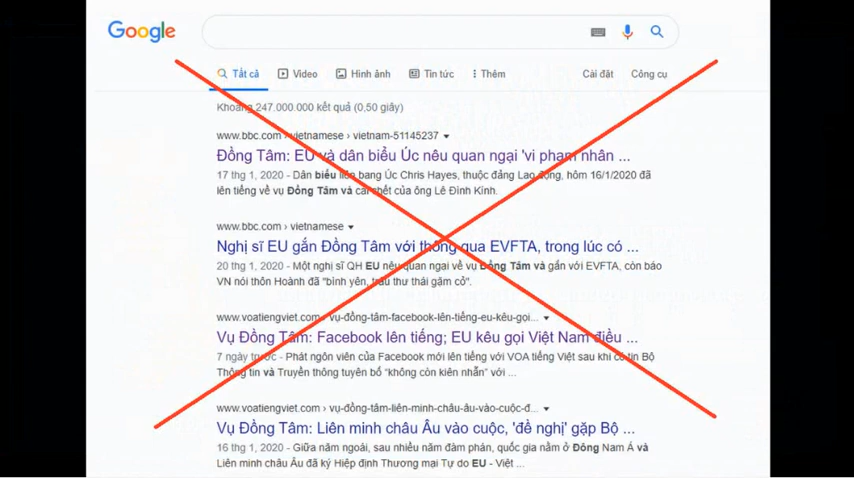 Google
Tất cả Video Hình ảnh Tin tức Thêm Cài đặt Công cụ
Khoảng 247.000.000 kết quả (0,50 giây)
www.bbc.com › vietnamese › vietnam-51145237
Đồng Tâm: EU và dân biểu Úc nêu quan ngại 'vi phạm nhân ...
17 thg 1, 2020 - Dân biểu liên bang Úc Chris Hayes, thuộc đảng Lao động, hôm 16/1/2020 đã
lên tiếng về vụ Đồng Tâm và cái chết của ông Lê Đình Kình.
www.bbc.com › vietnamese
Nghị sĩ EU gắn Đồng Tâm với thông qua EVFTA, trong lúc có ...
20 thg 1, 2020 - Một nghị sĩ QH EU nêu quan ngại về vụ Đồng Tâm và gắn với EVFTA, còn báo
VN nói thôn Hoành đã "bình yên, trâu thư thái gặm cỏ".
www.voatiengviet.com › vụ-đồng-tâm-facebook-lên-tiếng-eu-kêu-gọi...
Vụ Đồng Tâm: Facebook lên tiếng; EU kêu gọi Việt Nam điều ...
7 ngày trước - Phát ngôn viên của Facebook mới lên tiếng với VOA tiếng Việt sau khi có tin Bộ
Thông tin và Truyền thông tuyên bố “không còn kiên nhẫn” với ...
www.voatiengviet.com › vụ-đồng-tâm-liên-minh-châu-âu-vào-cuộc-đ...
Vụ Đồng Tâm: Liên minh châu Âu vào cuộc, 'đề nghị' gặp Bộ ...
16 thg 1, 2020 - Giữa năm ngoái, sau nhiều năm đàm phán, quốc gia nằm ở Đông Nam Á và
Liên minh châu Âu đã ký Hiệp định Thương mại Tự do EU - Việt ...